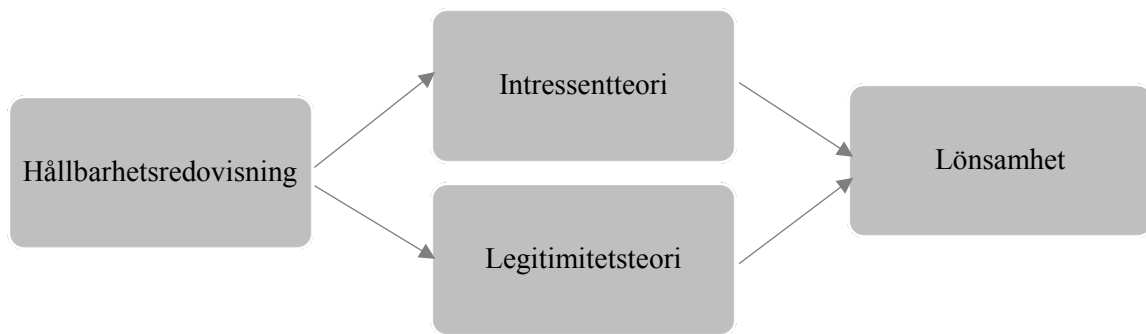 Hållbarhetsredovisning
Intressentteori
Legitimitetsteori
Lönsamhet